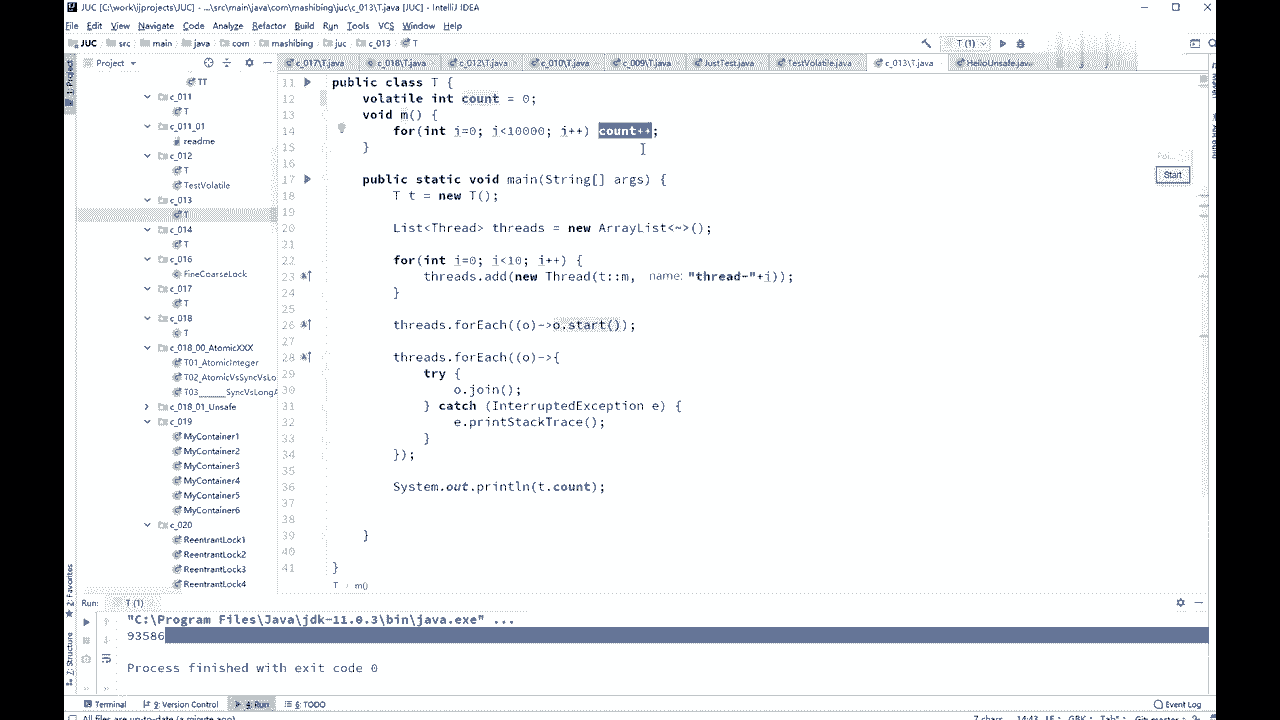 JUC [C:\work\ijprojects\JUC] - ...\src\main\java\com\mashibing\juc\c_013\T.java [JUC] - IntelliJ IDEA
File Edit View Navigate Code Analyze Refactor Build Run Tools VCS Window Help
JUC src main java com mashibing juc c_013 T T (1)
1: Project
Project
c_017\T.java c_018\T.java c_010\T.java c_009\T.java JustTest.java TestVolatile.java c_013\T.java HelloUnsafe.java
TT
c_011
T
c_011_01
readme
c_012
T
TestVolatile
c_013
T
c_014
T
c_016
FineCoarseLock
c_017
T
c_018
T
c_018_00_AtomicXXX
T01_AtomicInteger
T02_AtomicVsSyncVsLo
T03_____SyncVsLongA
c_018_01_Unsafe
c_019
MyContainer1
MyContainer2
MyContainer3
MyContainer4
MyContainer5
MyContainer6
c_020
ReentrantLock1
ReentrantLock2
ReentrantLock3
ReentrantLock4
11 public class T {
12 volatile int count = 0;
13 void m() {
14 for(int i=0; i<10000; i++) count++;
15 }
16
17 public static void main(String[] args) {
18 T t = new T();
19
20 List<Thread> threads = new ArrayList<~>();
21
22 for(int i=0; i<10; i++) {
23 threads.add(new Thread(t::m, name: "thread-"+i));
24 }
26 threads.forEach((o)->o.start());
27
28 threads.forEach((o)->{
29 try {
30 o.join();
31 } catch (InterruptedException e) {
32 e.printStackTrace();
33 }
34 });
35
36 System.out.println(t.count);
37
38
39 }
40
41 }
T m()
Start
2: Favorites
7: Structure
Run: T (1)
"C:\Program Files\Java\jdk-11.0.3\bin\java.exe" ...
93586
Process finished with exit code 0
Terminal 9: Version Control 4: Run 6: TODO Event Log
All files are up-to-date (a minute ago) 7 chars 14:43 LF GBK